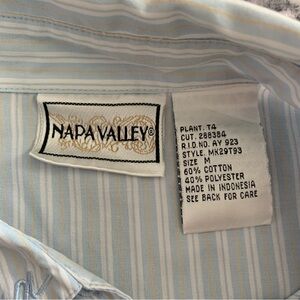 NAPA VALLEY®
PLANT. T4
CUT. 288384
R.I.D.NO. AY 923
STYLE. MK29T93
SIZE M
60% COTTON
40% POLYESTER
MADE IN INDONESIA
SEE BACK FOR CARE